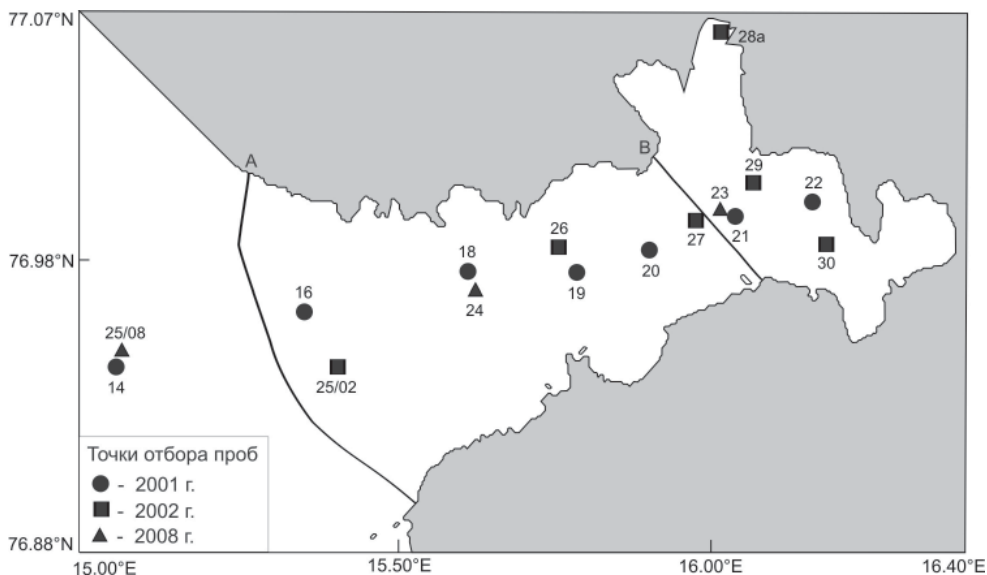 77.07°N
28a
A
B
29
23
22
26
27
21
18
20
30
76.98°N
19
16
24
25/08
14
25/02
Точки отбора проб
- 2001 г.
- 2002 г.
- 2008 г.
76.88°N
15.00°E
15.50°E
16.00°E
16.40°E